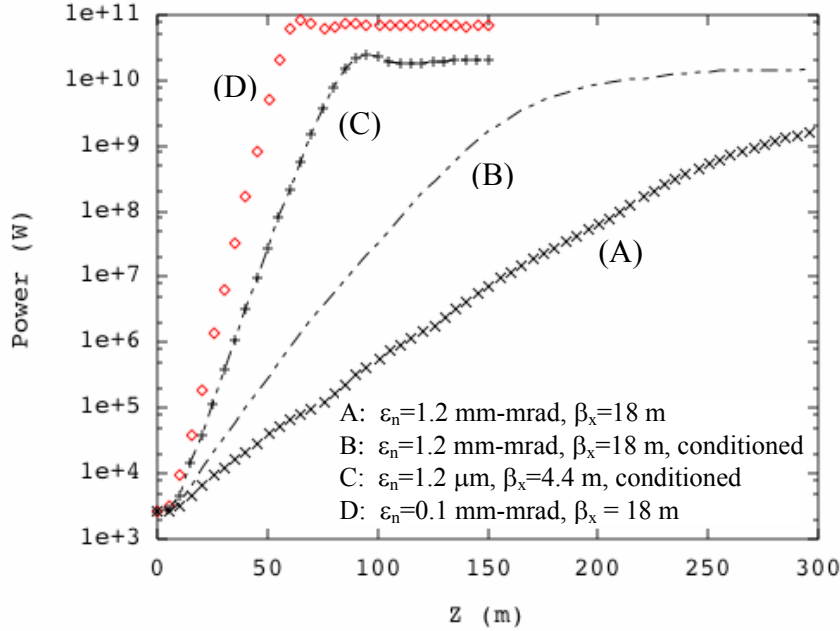 1e+11
(D)
1e+10
(C)
1e+9
(B)
1e+8
(A)
Power (W)
1e+7
1e+6
1e+5
A: εn=1.2 mm-mrad, βx=18 m
B: εn=1.2 mm-mrad, βx=18 m, conditioned
1e+4
C: εn=1.2 μm, βx=4.4 m, conditioned
D: εn=0.1 mm-mrad, βx = 18 m
1e+3
0 50 100 150 200 250 300
Z (m)